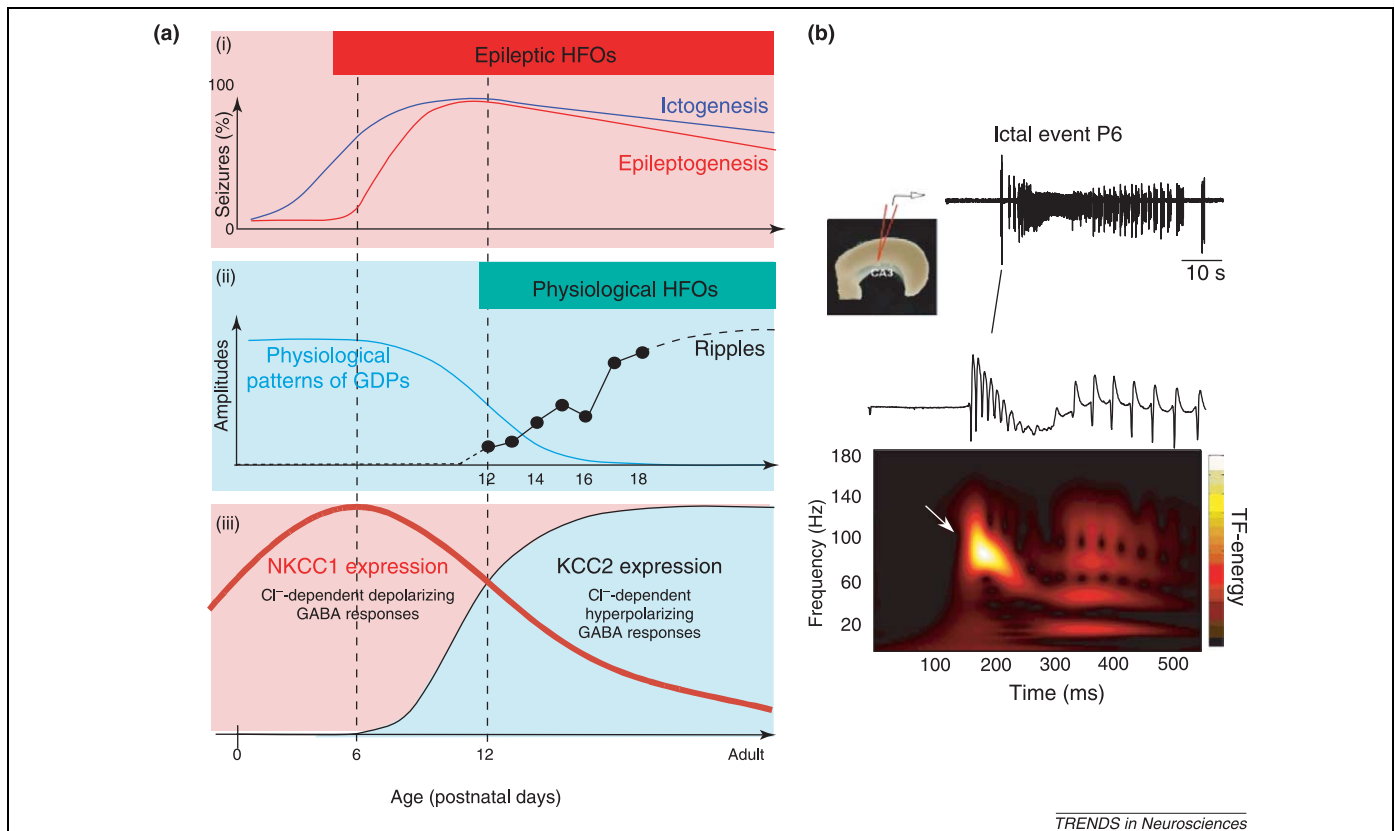 (a)
(i)
Epileptic HFOs
100
Seizures (%)
0
Ictogenesis
Epileptogenesis
(ii)
Physiological HFOs
Amplitudes
Physiological
patterns of GDPs
Ripples
12 14 16 18
(iii)
NKCC1 expression
Cl⁻-dependent depolarizing
GABA responses
KCC2 expression
Cl⁻-dependent
hyperpolarizing
GABA responses
0 6 12 Adult
Age (postnatal days)
(b)
Ictal event P6
CA3
10 s
180
140
100
60
20
Frequency (Hz)
TF-energy
100 200 300 400 500
Time (ms)
TRENDS in Neurosciences